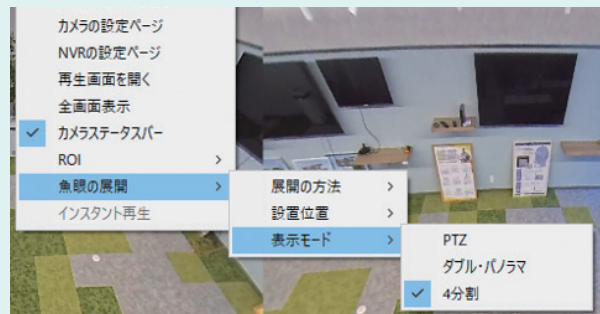 カメラの設定ページ
NVRの設定ページ
再生画面を開く
全画面表示
カメラステータスバー
ROI
魚眼の展開
インスタント再生
展開の方法
設置位置
表示モード
PTZ
ダブル・パノラマ
4分割